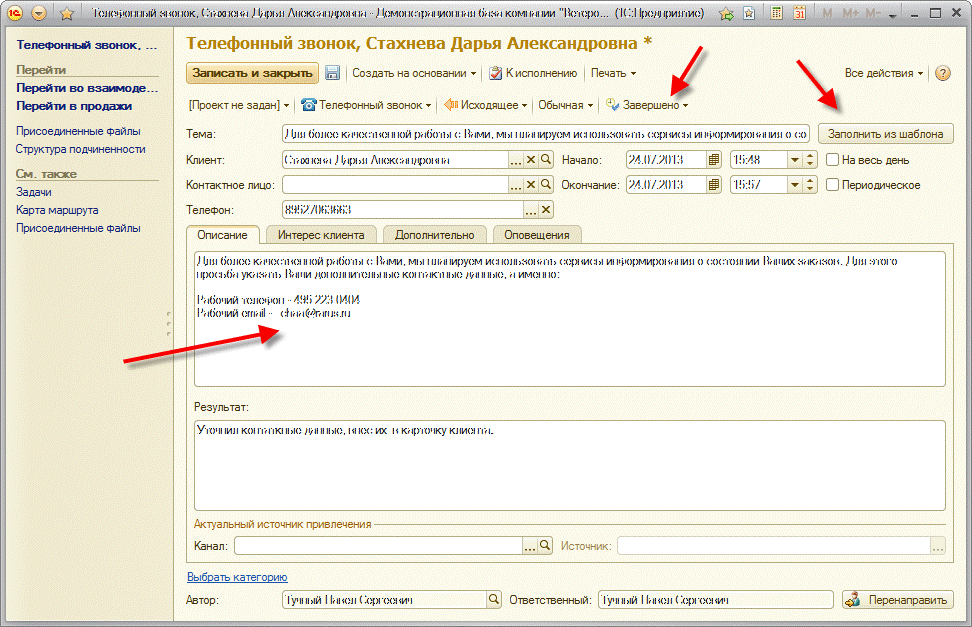 Телефонный звонок, Стахнева Дарья Александровна - Демонстрационная база компании "Ветеро... (1С:Предприятие)
31 M M+ M-
Телефонный звонок, ...
Перейти
Перейти во взаимоде...
Перейти в продажи
Присоединенные файлы
Структура подчиненности
См. также
Задачи
Карта маршрута
Присоединенные файлы
Телефонный звонок, Стахнева Дарья Александровна *
Записать и закрыть Создать на основании К исполнению Печать Все действия ?
[Проект не задан] Телефонный звонок Исходящее Обычная Завершено
Тема: Для более качественной работы с Вами, мы планируем использовать сервисы информирования о со Заполнить из шаблона
Клиент: Стахнева Дарья Александровна ... Начало: 24.07.2013 15:48 На весь день
Контактное лицо: ... Окончание: 24.07.2013 15:57 Периодическое
Телефон: 89527063663 ...
Описание Интерес клиента Дополнительно Оповещения
Для более качественной работы с Вами, мы планируем использовать сервисы информирования о состоянии Ваших заказов. Для этого
просьба указать Ваши дополнительные контактные данные, а именно:
Рабочий телефон - 495 223 0404
Рабочий email - chaa@rarus.ru
Результат:
Уточнил контаткные данные, внес их в карточку клиента.
Актуальный источник привлечения
Канал: ... Источник: ...
Выбрать категорию
Автор: Тучный Павел Сергеевич Ответственный: Тучный Павел Сергеевич Перенаправить